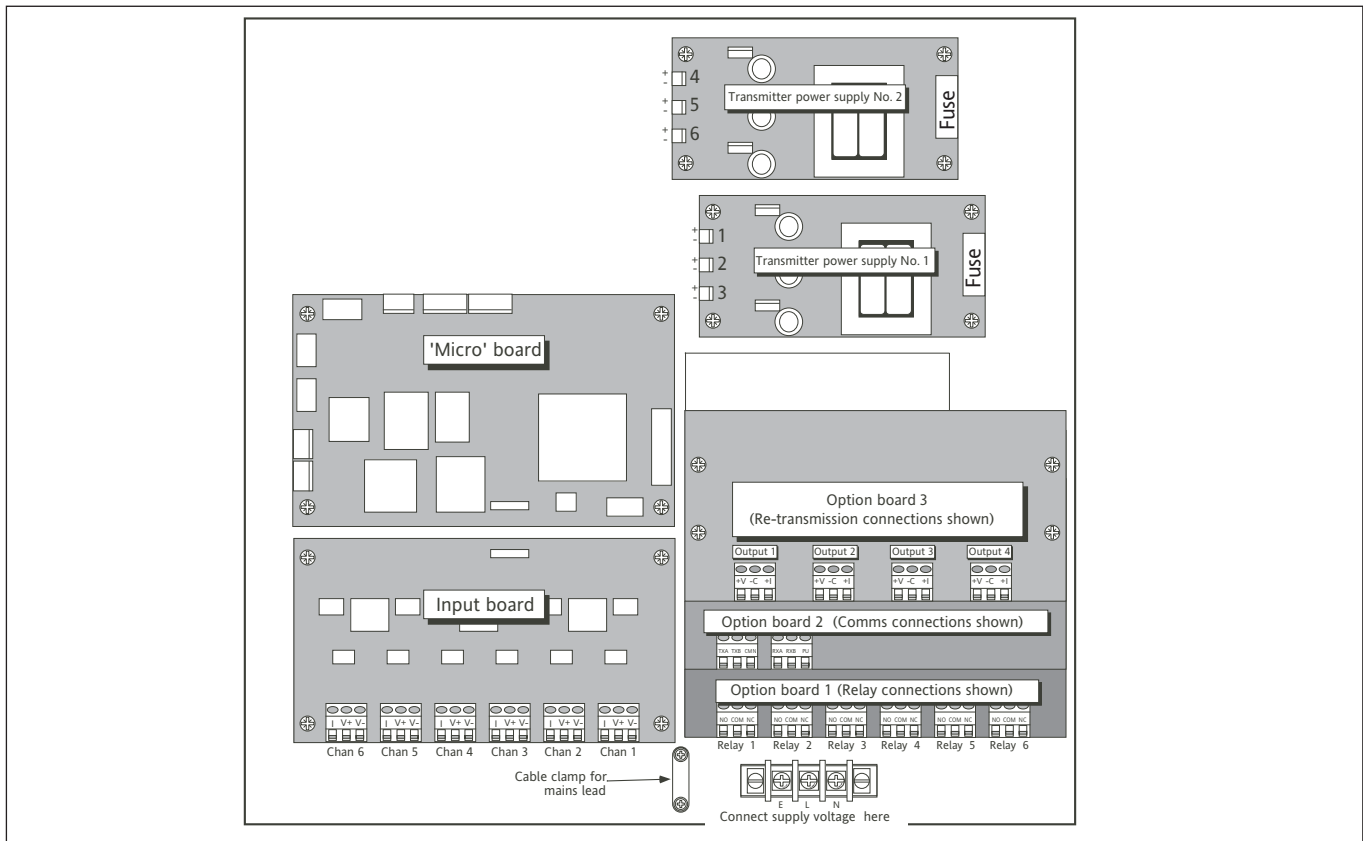 +
- 4
Transmitter power supply No. 2
Fuse
+
- 5
+
- 6
+
- 1
Transmitter power supply No. 1
Fuse
+
- 2
+
- 3
'Micro' board
Option board 3
(Re-transmission connections shown)
Output 1 Output 2 Output 3 Output 4
+V -C +I +V -C +I +V -C +I +V -C +I
Input board
Option board 2 (Comms connections shown)
TXA TXB CMN RXA RXB PU
Option board 1 (Relay connections shown)
I V+ V- I V+ V- I V+ V- I V+ V- I V+ V- I V+ V-
NO COM NC NO COM NC NO COM NC NO COM NC NO COM NC NO COM NC
Chan 6 Chan 5 Chan 4 Chan 3 Chan 2 Chan 1
Relay 1 Relay 2 Relay 3 Relay 4 Relay 5 Relay 6
Cable clamp for
mains lead
E L N
Connect supply voltage here